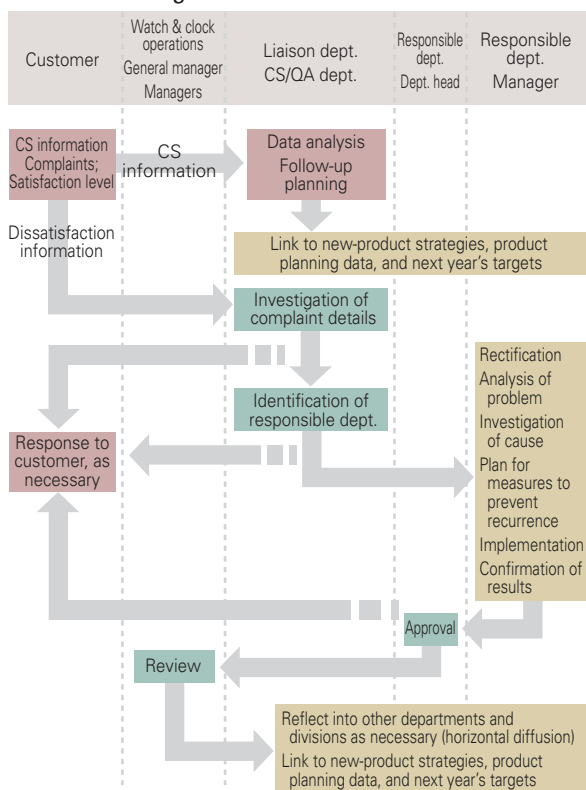 Customer
Watch & clock
operations
General manager
Managers
Liaison dept.
CS/QA dept.
Responsible
dept.
Dept. head
Responsible
dept.
Manager
CS information
Complaints;
Satisfaction level
CS
information
Data analysis
Follow-up
planning
Dissatisfaction
information
Link to new-product strategies, product
planning data, and next year's targets
Investigation of
complaint details
Identification of
responsible dept.
Rectification
Analysis of
problem
Investigation
of cause
Plan for
measures to
prevent
recurrence
Implementation
Confirmation of
results
Response to
customer, as
necessary
Approval
Review
Reflect into other departments and
divisions as necessary (horizontal diffusion)
Link to new-product strategies, product
planning data, and next year's targets